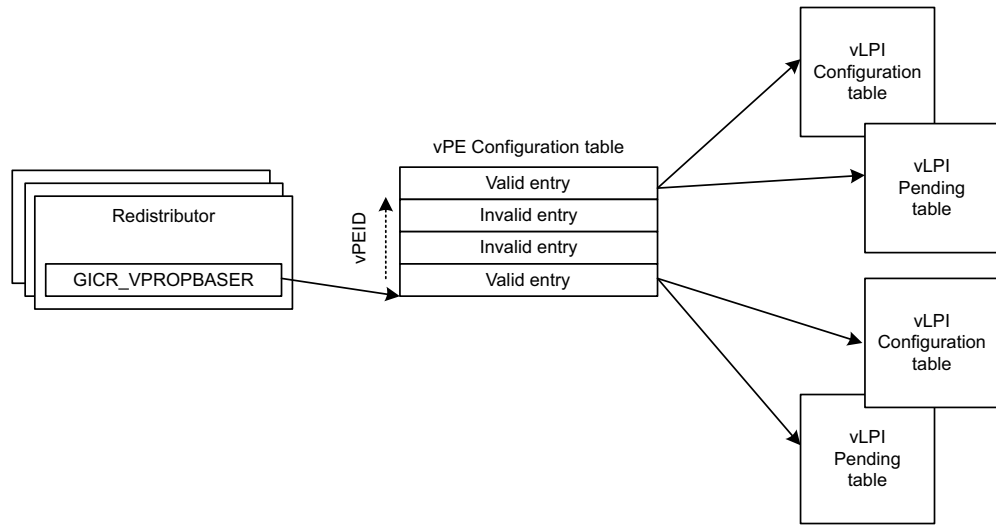 vLPI
Configuration
table
vPE Configuration table
vLPI
Pending
table
Valid entry
Redistributor
Invalid entry
vPEID
Invalid entry
GICR_VPROPBASER
Valid entry
vLPI
Configuration
table
vLPI
Pending
table